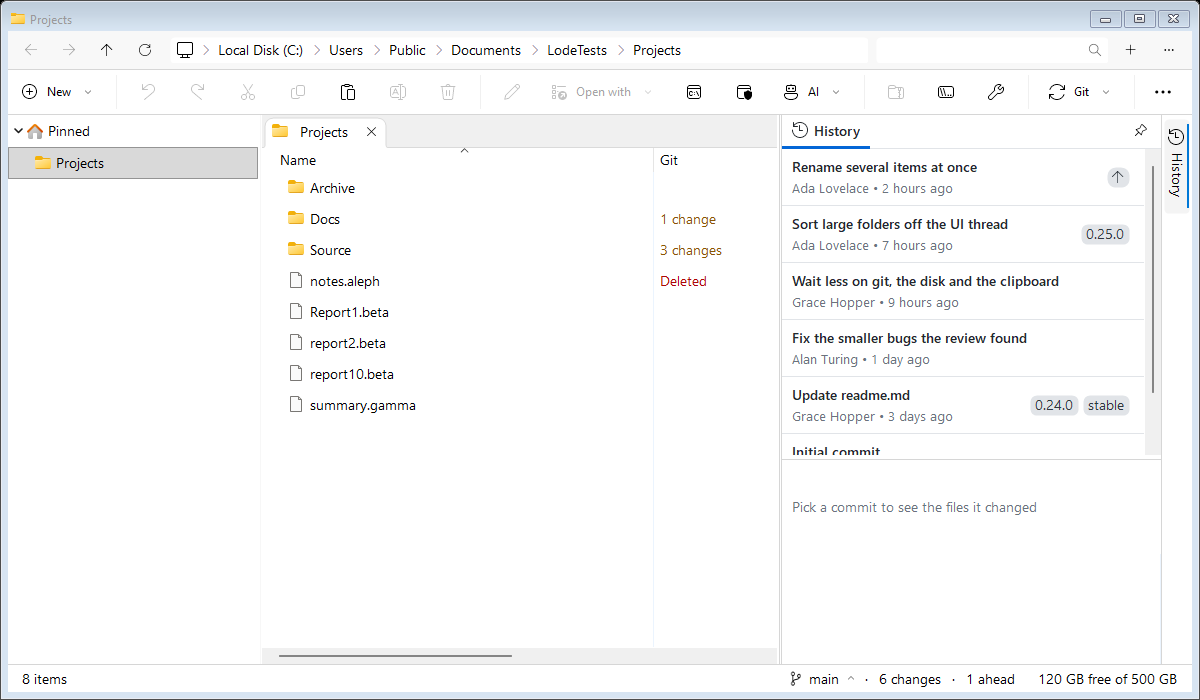 Projects
Local Disk (C:) Users Public Documents LodeTests Projects
New Open with AI Git
Pinned
Projects
Projects
Name Git
Archive
Docs 1 change
Source 3 changes
notes.aleph Deleted
Report1.beta
report2.beta
report10.beta
summary.gamma
History
Rename several items at once
Ada Lovelace • 2 hours ago
Sort large folders off the UI thread
Ada Lovelace • 7 hours ago
0.25.0
Wait less on git, the disk and the clipboard
Grace Hopper • 9 hours ago
Fix the smaller bugs the review found
Alan Turing • 1 day ago
Update readme.md
Grace Hopper • 3 days ago
0.24.0 stable
Initial commit
Pick a commit to see the files it changed
History
8 items
main · 6 changes · 1 ahead 120 GB free of 500 GB